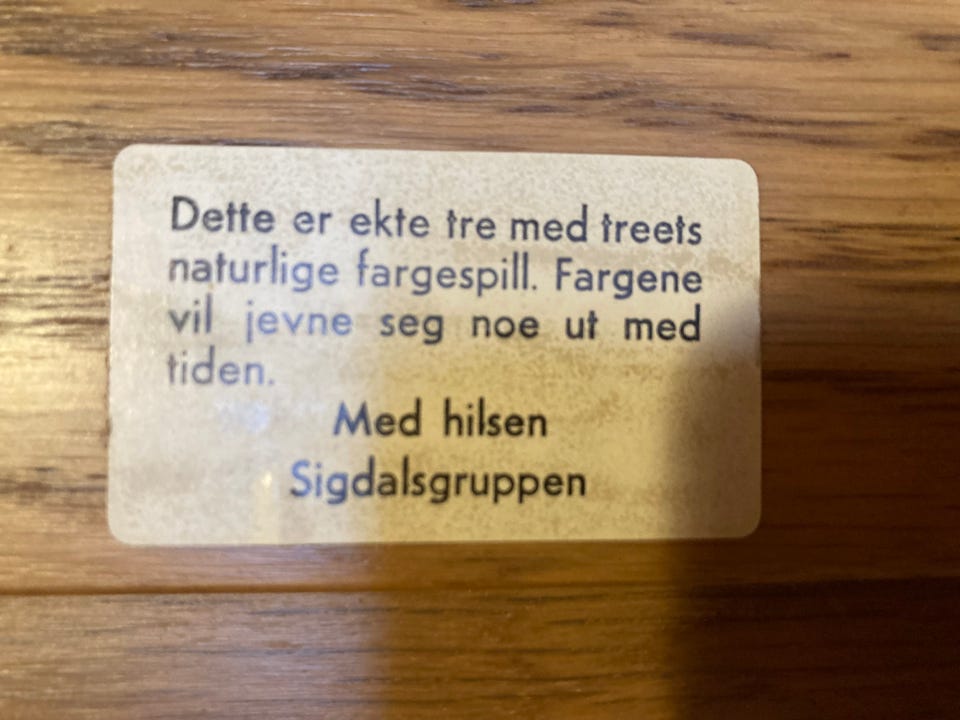 Dette er ekte tre med treets
naturlige fargespill. Fargene
vil jevne seg noe ut med
tiden.
Med hilsen
Sigdalsgruppen